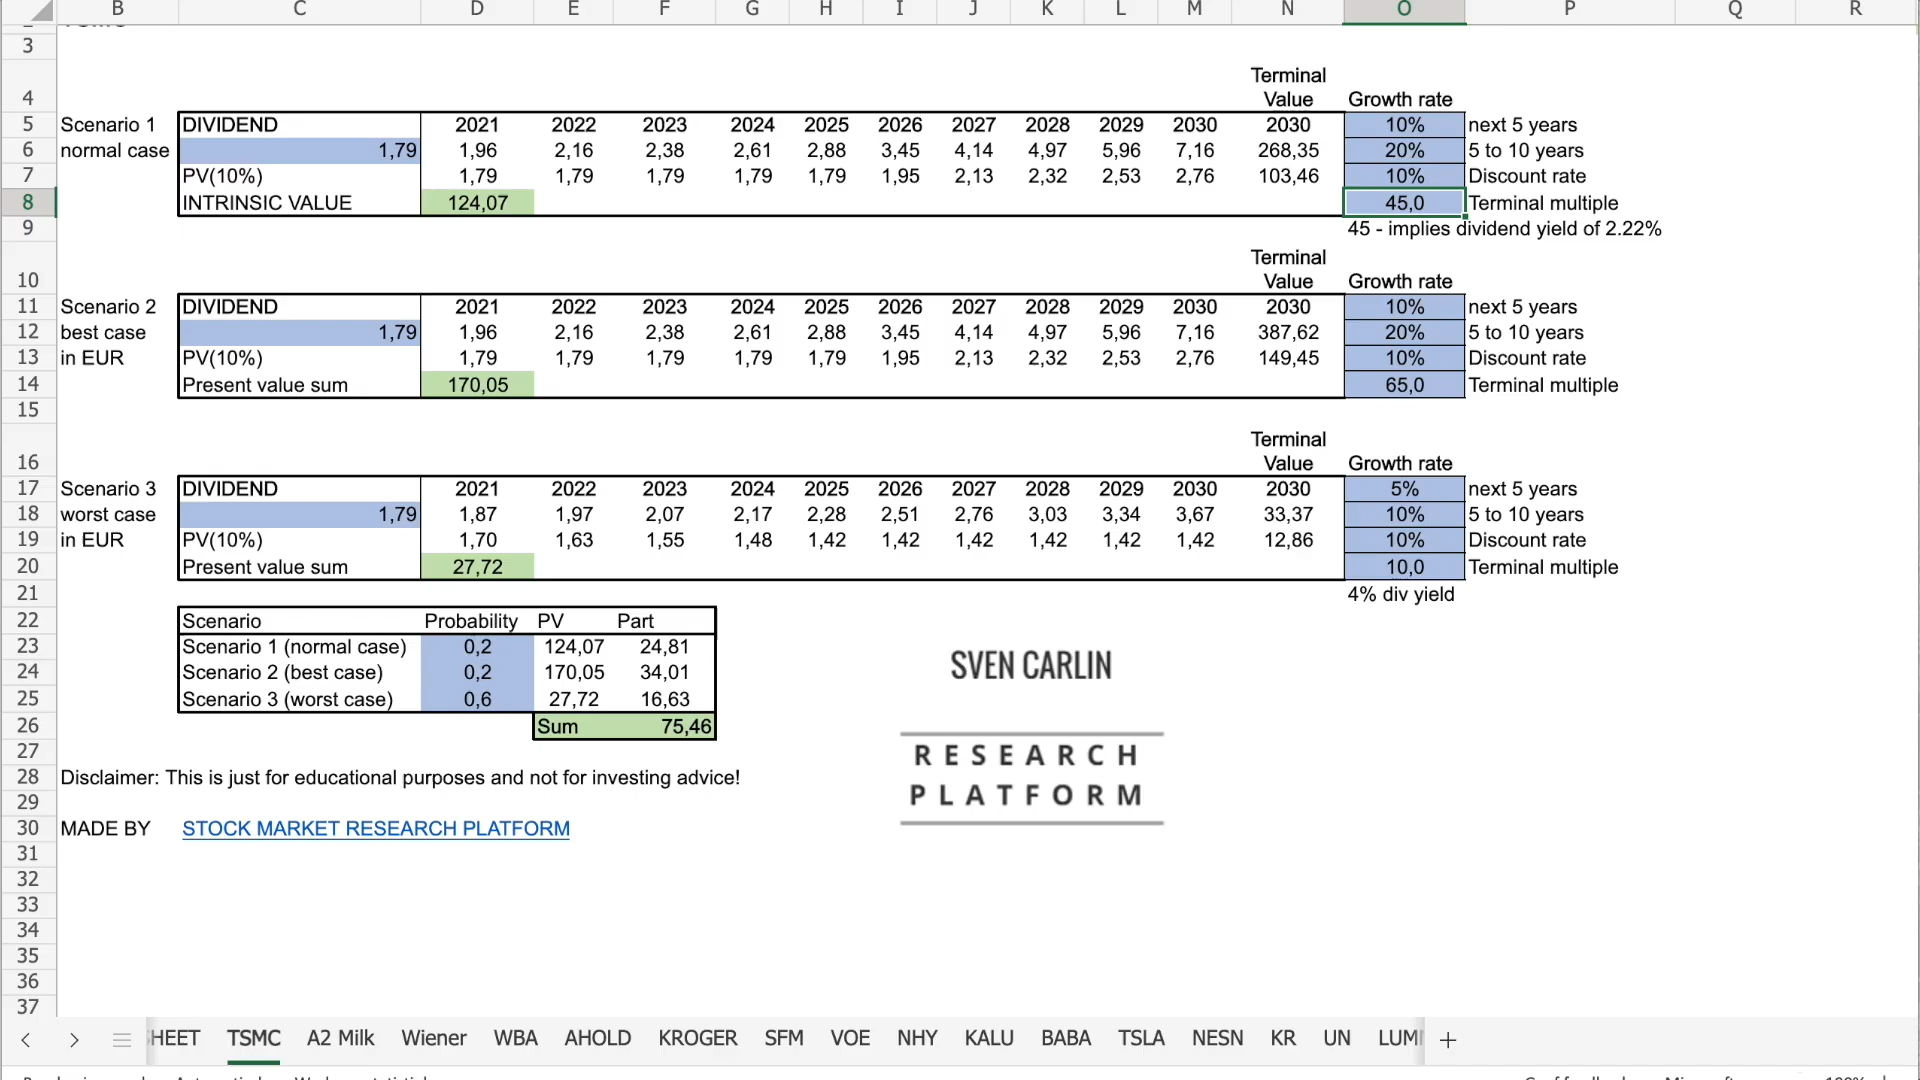 B C D E F G H I J K L M N O P Q R
3
Terminal
4 Value Growth rate
5 Scenario 1 DIVIDEND 2021 2022 2023 2024 2025 2026 2027 2028 2029 2030 2030 10% next 5 years
6 normal case 1,79 1,96 2,16 2,38 2,61 2,88 3,45 4,14 4,97 5,96 7,16 268,35 20% 5 to 10 years
7 PV(10%) 1,79 1,79 1,79 1,79 1,79 1,95 2,13 2,32 2,53 2,76 103,46 10% Discount rate
8 INTRINSIC VALUE 124,07 45,0 Terminal multiple
9 45 - implies dividend yield of 2.22%
Terminal
10 Value Growth rate
11 Scenario 2 DIVIDEND 2021 2022 2023 2024 2025 2026 2027 2028 2029 2030 2030 10% next 5 years
12 best case 1,79 1,96 2,16 2,38 2,61 2,88 3,45 4,14 4,97 5,96 7,16 387,62 20% 5 to 10 years
13 in EUR PV(10%) 1,79 1,79 1,79 1,79 1,79 1,95 2,13 2,32 2,53 2,76 149,45 10% Discount rate
14 Present value sum 170,05 65,0 Terminal multiple
15
Terminal
16 Value Growth rate
17 Scenario 3 DIVIDEND 2021 2022 2023 2024 2025 2026 2027 2028 2029 2030 2030 5% next 5 years
18 worst case 1,79 1,87 1,97 2,07 2,17 2,28 2,51 2,76 3,03 3,34 3,67 33,37 10% 5 to 10 years
19 in EUR PV(10%) 1,70 1,63 1,55 1,48 1,42 1,42 1,42 1,42 1,42 1,42 12,86 10% Discount rate
20 Present value sum 27,72 10,0 Terminal multiple
21 4% div yield
22 Scenario Probability PV Part
23 Scenario 1 (normal case) 0,2 124,07 24,81
24 Scenario 2 (best case) 0,2 170,05 34,01
25 Scenario 3 (worst case) 0,6 27,72 16,63
26 Sum 75,46
SVEN CARLIN
RESEARCH
PLATFORM
27
28 Disclaimer: This is just for educational purposes and not for investing advice!
29
30 MADE BY STOCK MARKET RESEARCH PLATFORM
31
32
33
34
35
36
37
HEET TSMC A2 Milk Wiener WBA AHOLD KROGER SFM VOE NHY KALU BABA TSLA NESN KR UN LUM